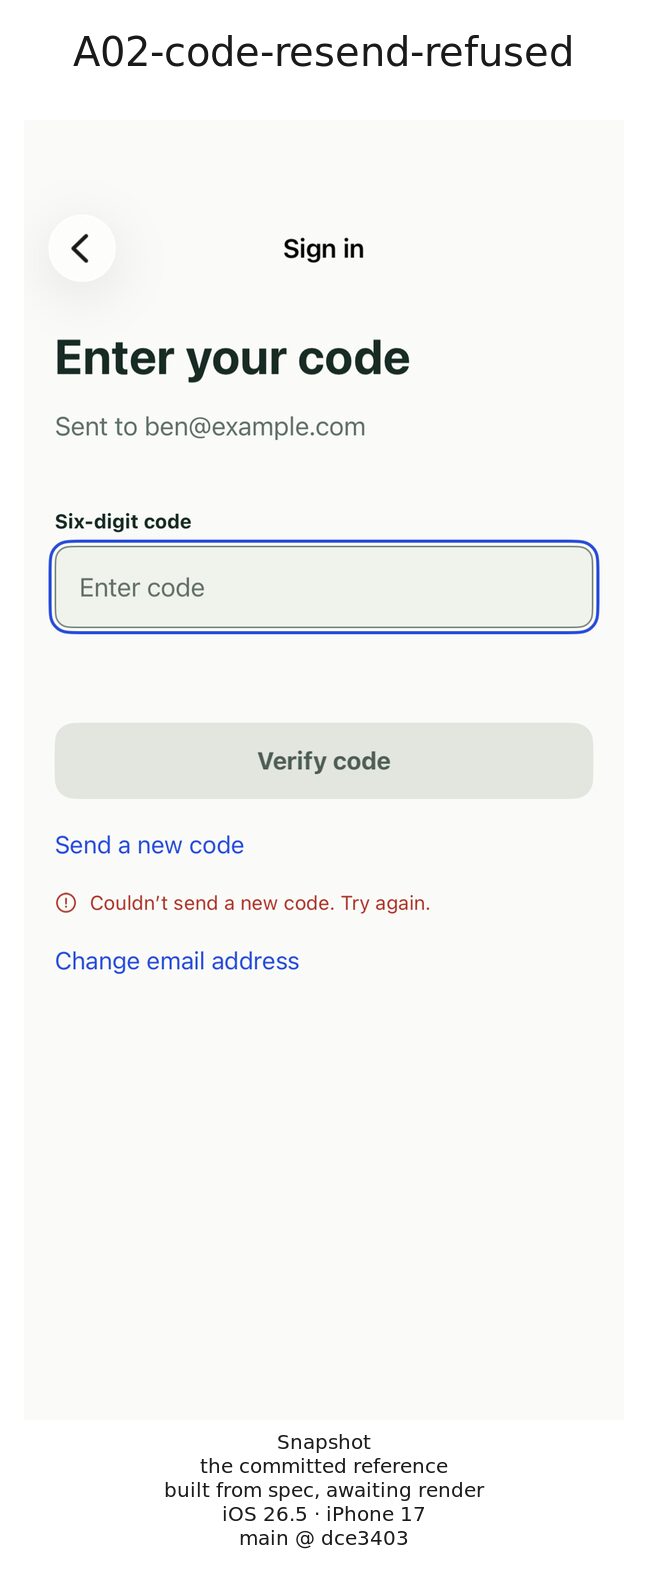 A02-code-resend-refused
Sign in
Enter your code
Sent to ben@example.com
Six-digit code
Enter code
Verify code
Send a new code
Couldn’t send a new code. Try again.
Change email address
Snapshot
the committed reference
built from spec, awaiting render
iOS 26.5 · iPhone 17
main @ dce3403